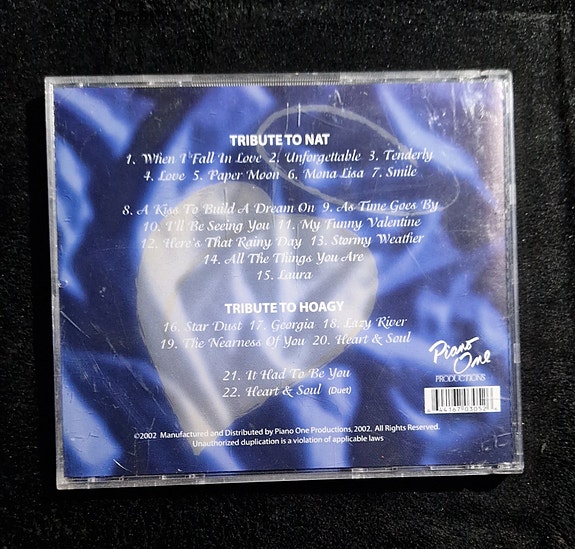 TRIBUTE TO NAT
1. When I Fall In Love 2. Unforgettable 3. Tenderly
4. Love 5. Paper Moon 6. Mona Lisa 7. Smile
8. A Kiss To Build A Dream On 9. As Time Goes By
10. I'll Be Seeing You 11. My Funny Valentine
12. Here's That Rainy Day 13. Stormy Weather
14. All The Things You Are
15. Laura
TRIBUTE TO HOAGY
16. Star Dust 17. Georgia 18. Lazy River
19. The Nearness Of You 20. Heart & Soul
21. It Had To Be You
22. Heart & Soul (Duet)
Piano
One
PRODUCTIONS
©2002 Manufactured and Distributed by Piano One Productions, 2002. All Rights Reserved.
Unauthorized duplication is a violation of applicable laws